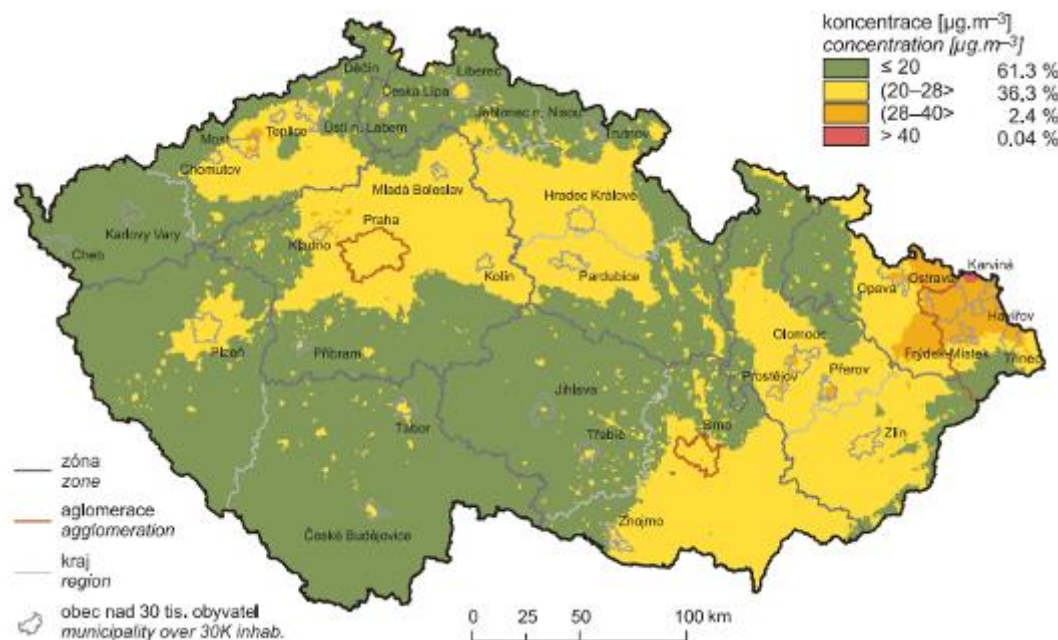 koncentrace [µg.m⁻³]
concentration [µg.m⁻³]
≤ 20 61.3 %
(20–28> 36.3 %
(28–40> 2.4 %
> 40 0.04 %
Děčín
Liberec
Česká Lípa
Jablonec n. Nisou
Teplice
Ústí n. Labem
Trutnov
Most
Chomutov
Mladá Boleslav
Hradec Králové
Karlovy Vary
Praha
Kladno
Cheb
Kolín
Pardubice
Karviná
Opava
Ostrava
Havířov
Plzeň
Příbram
Olomouc
Frýdek-Místek
Třinec
Prostějov
Přerov
Jihlava
Tábor
Třebíč
Brno
Zlín
České Budějovice
Znojmo
zóna
zone
aglomerace
agglomeration
kraj
region
obec nad 30 tis. obyvatel
municipality over 30K inhab.
0 25 50 100 km